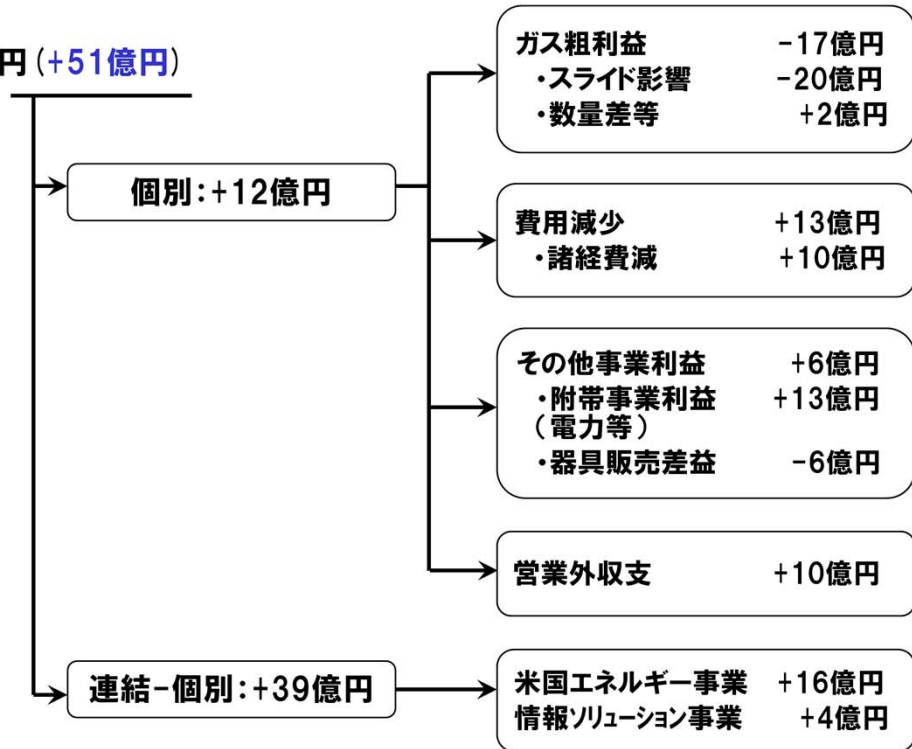 円(+51億円)
個別:+12億円
ガス粗利益 -17億円
・スライド影響 -20億円
・数量差等 +2億円
費用減少 +13億円
・諸経費減 +10億円
その他事業利益 +6億円
・附帯事業利益 +13億円
(電力等)
・器具販売差益 -6億円
営業外収支 +10億円
連結-個別:+39億円
米国エネルギー事業 +16億円
情報ソリューション事業 +4億円